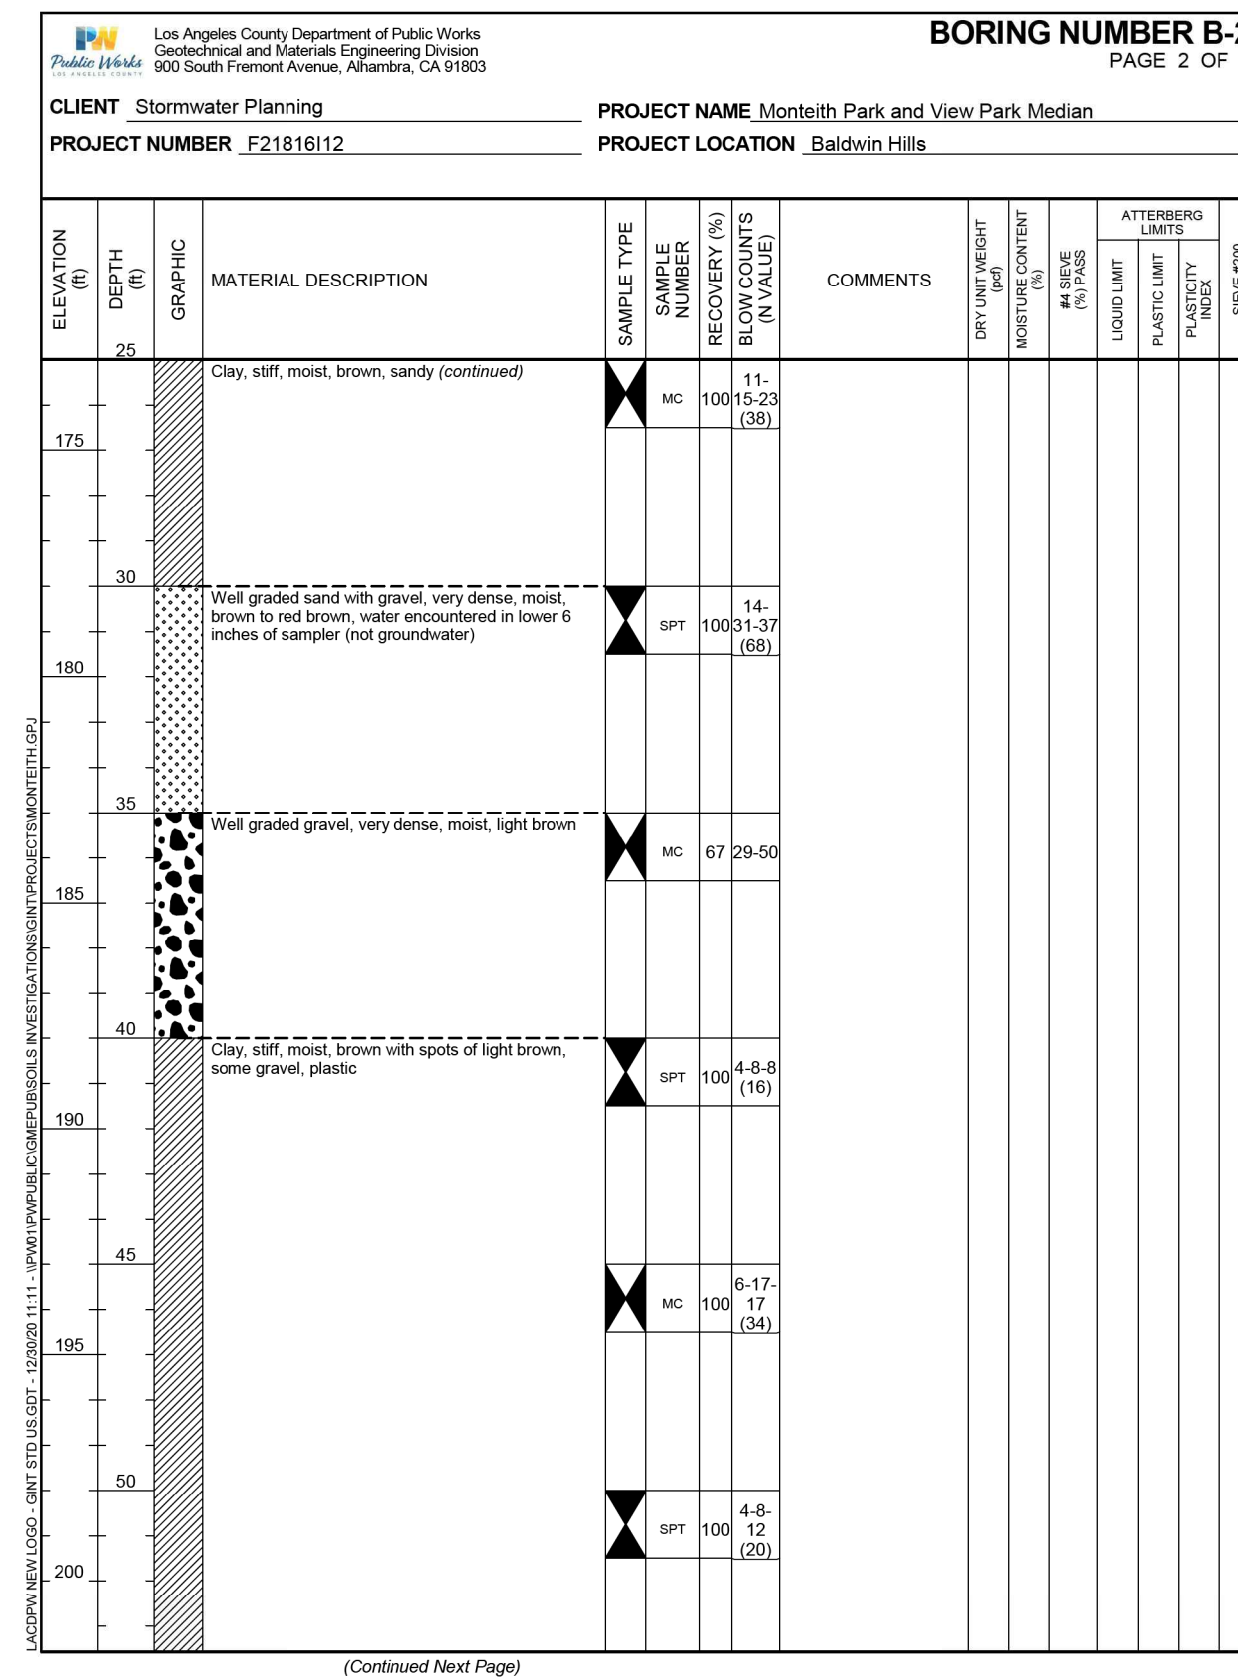 PW
Public Works
LOS ANGELES COUNTY
Los Angeles County Department of Public Works
Geotechnical and Materials Engineering Division
900 South Fremont Avenue, Alhambra, CA 91803
BORING NUMBER B-2
PAGE 2 OF
CLIENT Stormwater Planning
PROJECT NAME Monteith Park and View Park Median
PROJECT NUMBER F21816I12
PROJECT LOCATION Baldwin Hills
ELEVATION
(ft)
DEPTH
(ft)
GRAPHIC
MATERIAL DESCRIPTION
SAMPLE TYPE
SAMPLE
NUMBER
RECOVERY (%)
BLOW COUNTS
(N VALUE)
COMMENTS
DRY UNIT WEIGHT
(pcf)
MOISTURE CONTENT
(%)
#4 SIEVE
(%) PASS
ATTERBERG
LIMITS
LIQUID LIMIT
PLASTIC LIMIT
PLASTICITY
INDEX
SIEVE #200
25
Clay, stiff, moist, brown, sandy (continued)
MC
100
11-
15-23
(38)
175
30
Well graded sand with gravel, very dense, moist,
brown to red brown, water encountered in lower 6
inches of sampler (not groundwater)
SPT
100
14-
31-37
(68)
180
35
Well graded gravel, very dense, moist, light brown
MC
67
29-50
185
40
Clay, stiff, moist, brown with spots of light brown,
some gravel, plastic
SPT
100
4-8-8
(16)
190
45
MC
100
6-17-
17
(34)
195
50
SPT
100
4-8-
12
(20)
200
(Continued Next Page)
LACDPW NEW LOGO - GINT STD US.GDT - 12/30/20 11:11 - \\PW01\PWPUBLIC\GMEPUB\SOILS INVESTIGATIONS\GINT\PROJECTS\MONTEITH.GPJ